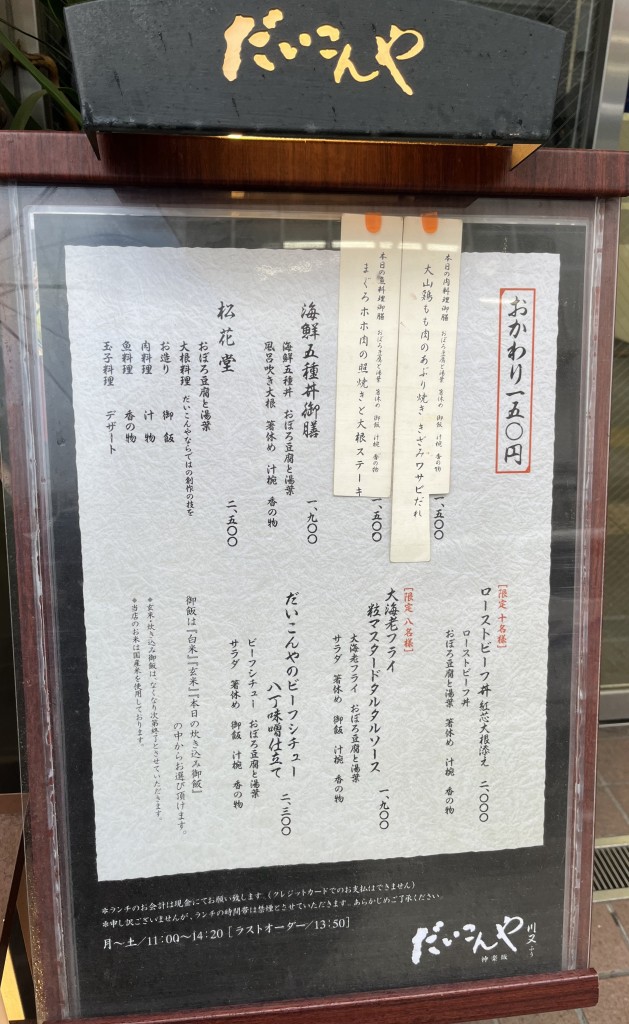 だいこんや
おかわり一五〇円
本日の肉料理御膳 おぼろ豆腐と湯葉 箸休め 御飯 汁椀 香の物
大山鶏もも肉のあぶり焼き きざみワサビだれ
一、五〇〇
本日の魚料理御膳 おぼろ豆腐と湯葉 箸休め 御飯 汁椀 香の物
まぐろホホ肉の照焼きと大根ステーキ
一、五〇〇
海鮮五種丼御膳 一、九〇〇
海鮮五種丼 おぼろ豆腐と湯葉
風呂吹き大根 箸休め 汁椀 香の物
松花堂 二、五〇〇
おぼろ豆腐と湯葉
大根料理 だいこんやならではの創作の技を
お造り 御飯
肉料理 汁物
魚料理 香の物
玉子料理 デザート
[限定 十名様]
ローストビーフ丼 紅芯大根添え 二、〇〇〇
ローストビーフ丼
おぼろ豆腐と湯葉 箸休め 汁椀 香の物
[限定 八名様]
大海老フライ
粒マスタードタルタルソース 一、九〇〇
大海老フライ おぼろ豆腐と湯葉
サラダ 箸休め 御飯 汁椀 香の物
だいこんやのビーフシチュー
八丁味噌仕立て 二、三〇〇
ビーフシチュー おぼろ豆腐と湯葉
サラダ 箸休め 御飯 汁椀 香の物
御飯は『白米』『玄米』『本日の炊き込み御飯』
の中からお選び頂けます。
※玄米・炊き込み御飯は、なくなり次第終了とさせていただきます。
※当店のお米は国産米を使用しております。
※ランチのお会計は現金にてお願い致します。(クレジットカードでのお支払はできません)
※申し訳ございませんが、ランチの時間帯は禁煙とさせていただきます。あらかじめご了承ください。
月〜土/11:00〜14:20 [ラストオーダー/13:50]
だいこんや
川又
神楽坂